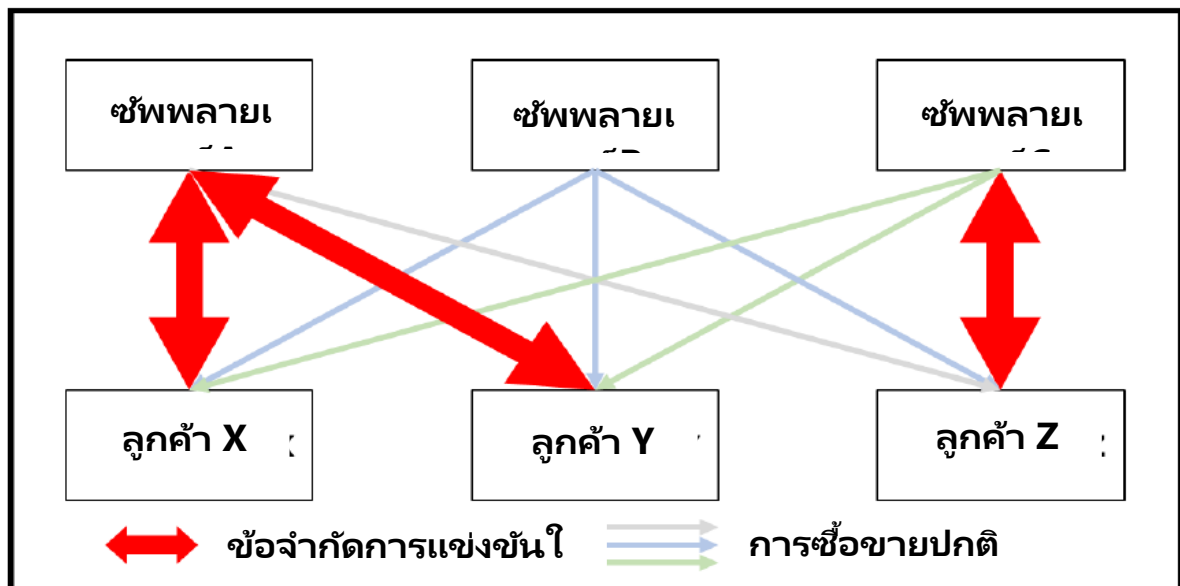 ซัพพลายเ
ซัพพลายเ
ซัพพลายเ
ลูกค้า X
ลูกค้า Y
ลูกค้า Z
ข้อจำกัดการแข่งขันใ
การซื้อขายปกติ